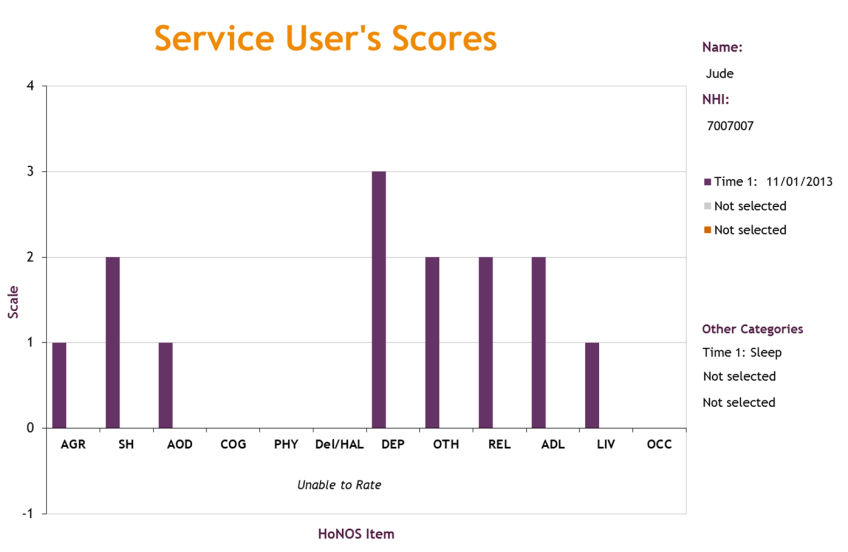 Service User's Scores
Name:
Jude
NHI:
7007007
Time 1: 11/01/2013
Not selected
Not selected
Other Categories
Time 1: Sleep
Not selected
Not selected
Scale
4
3
2
1
0
-1
AGR SH AOD COG PHY Del/HAL DEP OTH REL ADL LIV OCC
Unable to Rate
HoNOS Item